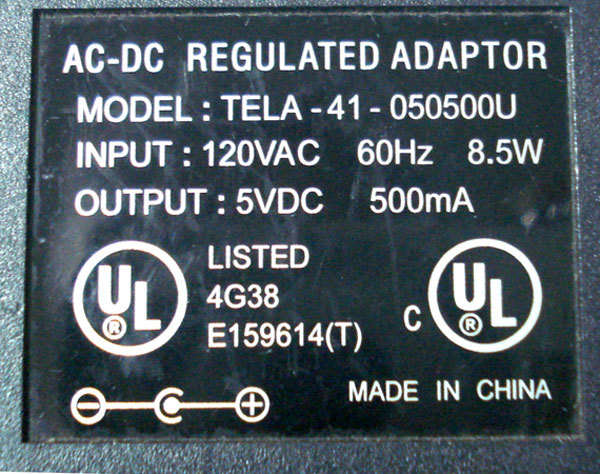 AC-DC REGULATED ADAPTOR
MODEL : TELA - 41 - 050500U
INPUT : 120VAC 60Hz 8.5W
OUTPUT : 5VDC 500mA
UL ® LISTED
4G38
E159614(T)
C UL ®
MADE IN CHINA